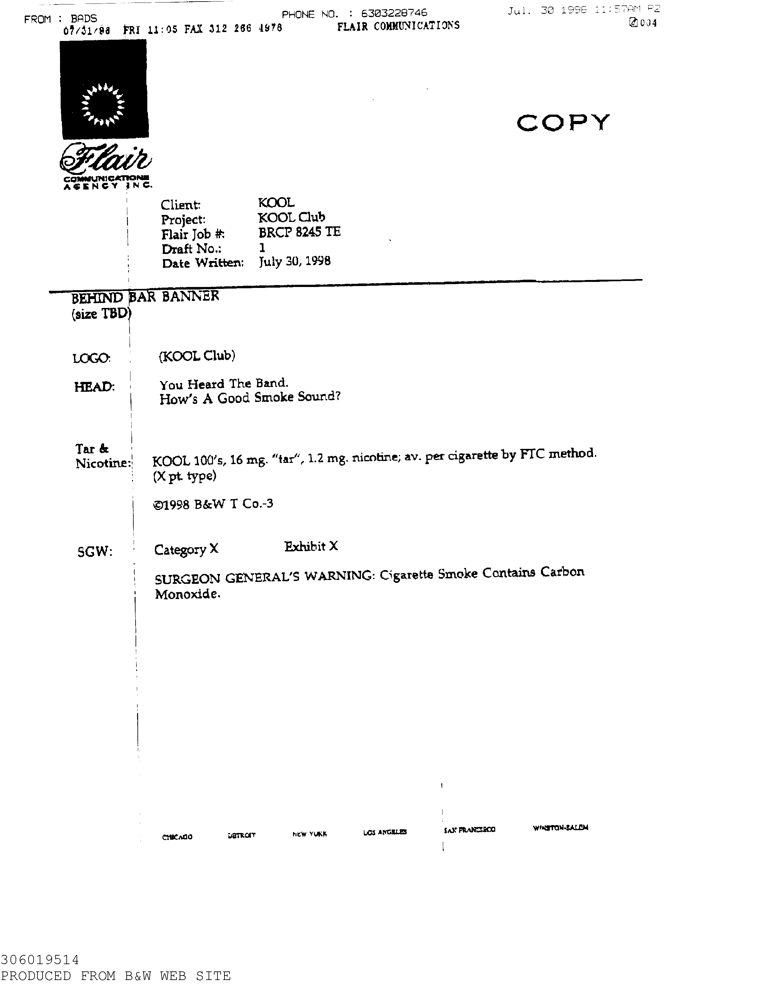 FROM : BADS PHONE NO. : 6303228746 Jul. 30 1996 11:57AM P2
07/31/98 FRI 11:05 FAX 312 266 4978 FLAIR COMMUNICATIONS 004
COPY
Flair
COMMUNICATIONS
AGENCY INC.
Client: KOOL
Project: KOOL Club
Flair Job #: BRCP 8245 TE
Draft No.: 1
Date Written: July 30, 1998
BEHIND BAR BANNER
(size TBD)
LOGO: (KOOL Club)
HEAD: You Heard The Band.
How's A Good Smoke Sound?
Tar &
Nicotine: KOOL 100's, 16 mg. "tar", 1.2 mg. nicotine; av. per cigarette by FTC method.
(X pt. type)
©1998 B&W T Co.-3
SGW: Category X Exhibit X
SURGEON GENERAL'S WARNING: Cigarette Smoke Contains Carbon
Monoxide.
CHICAGO DETROIT NEW YORK LOS ANGELES SAN FRANCISCO WINSTON-SALEM
306019514
PRODUCED FROM B&W WEB SITE